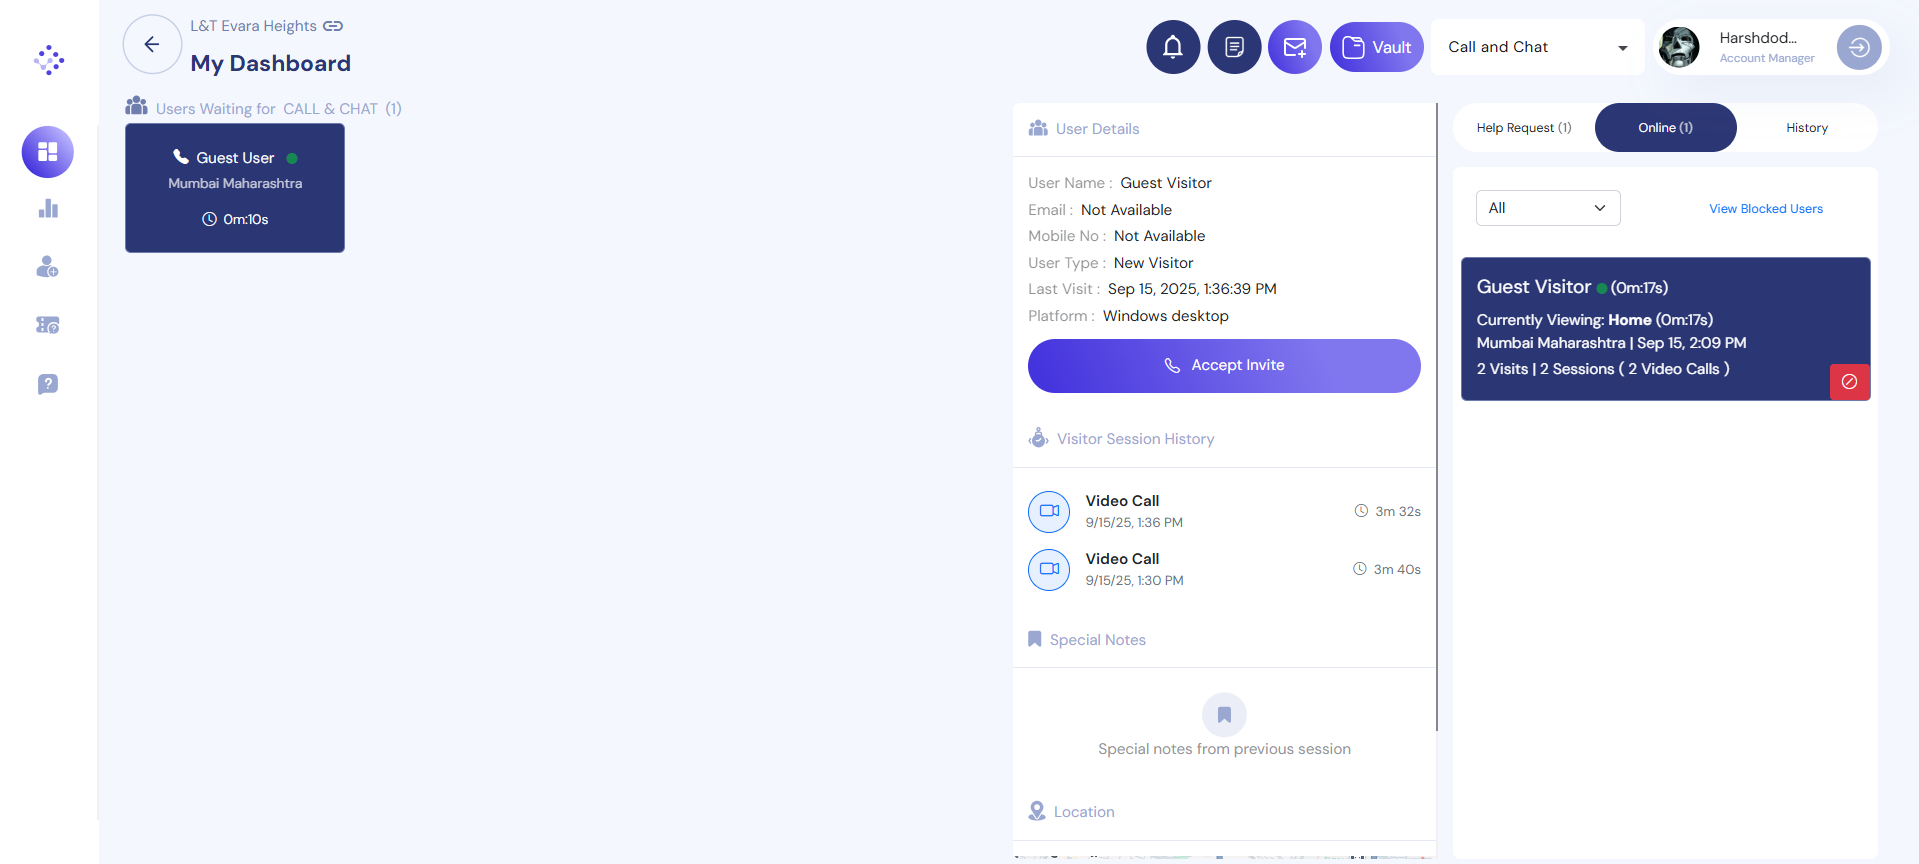 L&T Evara Heights
My Dashboard
Vault
Call and Chat
Harshdod...
Account Manager
Users Waiting for CALL & CHAT (1)
Guest User
Mumbai Maharashtra
0m:10s
User Details
User Name : Guest Visitor
Email : Not Available
Mobile No : Not Available
User Type : New Visitor
Last Visit : Sep 15, 2025, 1:36:39 PM
Platform : Windows desktop
Accept Invite
Visitor Session History
Video Call
9/15/25, 1:36 PM
3m 32s
Video Call
9/15/25, 1:30 PM
3m 40s
Special Notes
Special notes from previous session
Location
Help Request (1)
Online (1)
History
All
View Blocked Users
Guest Visitor (0m:17s)
Currently Viewing: Home (0m:17s)
Mumbai Maharashtra | Sep 15, 2:09 PM
2 Visits | 2 Sessions ( 2 Video Calls )